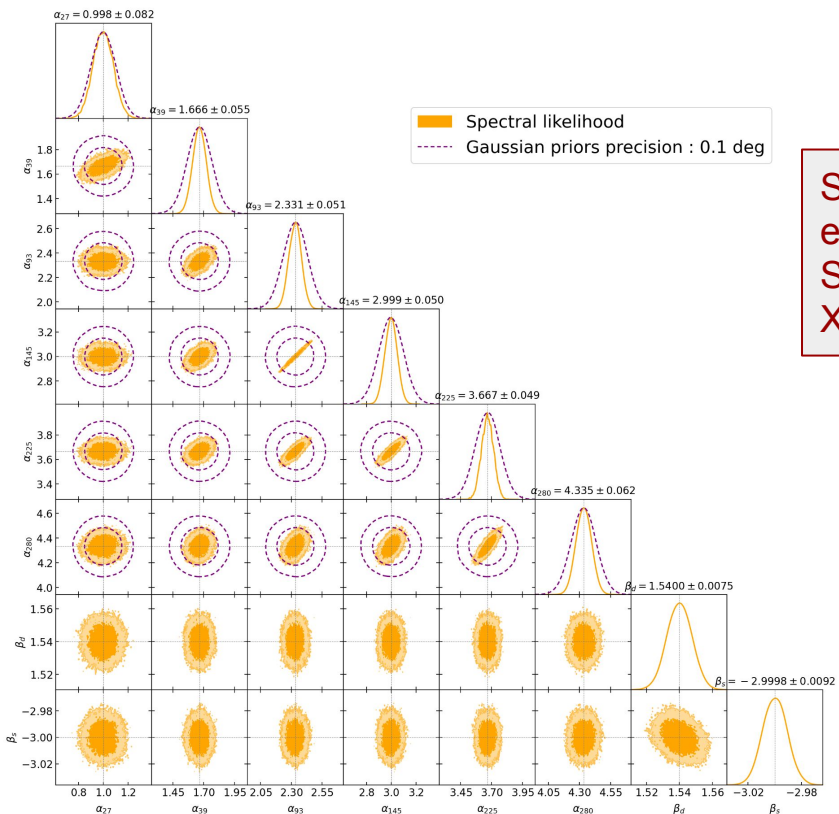 α27 = 0.998 ± 0.082
α39 = 1.666 ± 0.055
Spectral likelihood
Gaussian priors precision : 0.1 deg
S
e
S
X
α39
1.8
1.6
1.4
α93 = 2.331 ± 0.051
α93
2.6
2.4
2.2
2.0
α145 = 2.999 ± 0.050
α145
3.2
3.0
2.8
α225 = 3.667 ± 0.049
α225
3.8
3.6
3.4
α280 = 4.335 ± 0.062
α280
4.6
4.4
4.2
4.0
βd = 1.5400 ± 0.0075
βd
1.56
1.54
1.52
βs = − 2.9998 ± 0.0092
βs
−2.98
−3.00
−3.02
0.8 1.0 1.2 1.45 1.70 1.95 2.05 2.30 2.55 2.8 3.0 3.2 3.45 3.70 3.95 4.05 4.30 4.55 1.52 1.54 1.56 −3.02 −2.98
α27 α39 α93 α145 α225 α280 βd βs